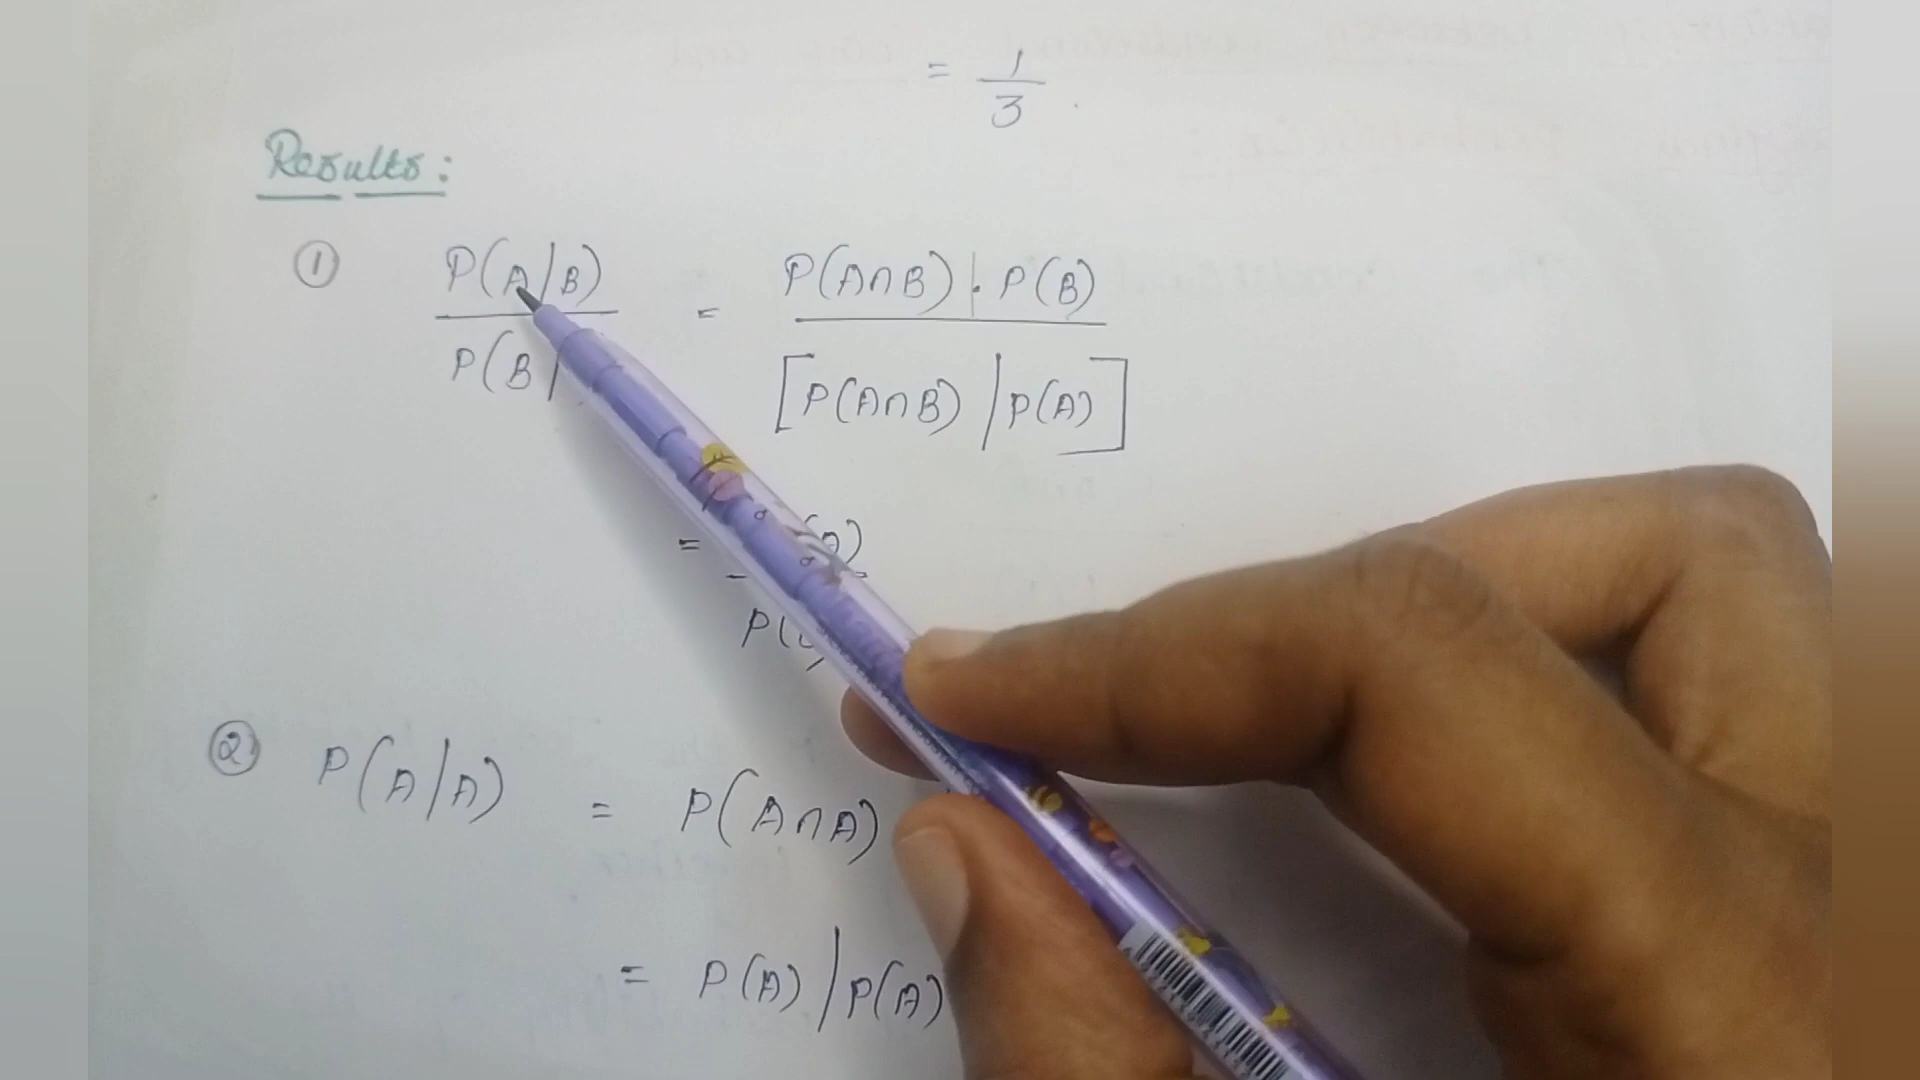 = 1/3 .
Results:
① P(A/B) / P(B/ = P(A∩B) | . P(B) / [P(A∩B) / P(A)]
= (A) / P(
② P(A/A) = P(A∩A)
= P(A) / P(A)